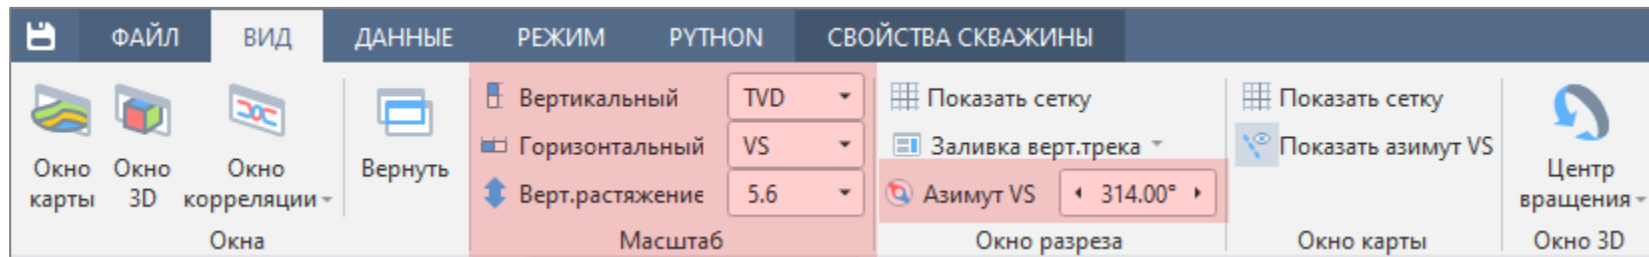 ФАЙЛ ВИД ДАННЫЕ РЕЖИМ PYTHON СВОЙСТВА СКВАЖИНЫ
Окно карты
Окно 3D
Окно корреляции
Вернуть
Окна
Вертикальный TVD
Горизонтальный VS
Верт.растяжение 5.6
Масштаб
Показать сетку
Заливка верт.трека
Азимут VS 314.00°
Окно разреза
Показать сетку
Показать азимут VS
Окно карты
Центр вращения
Окно 3D